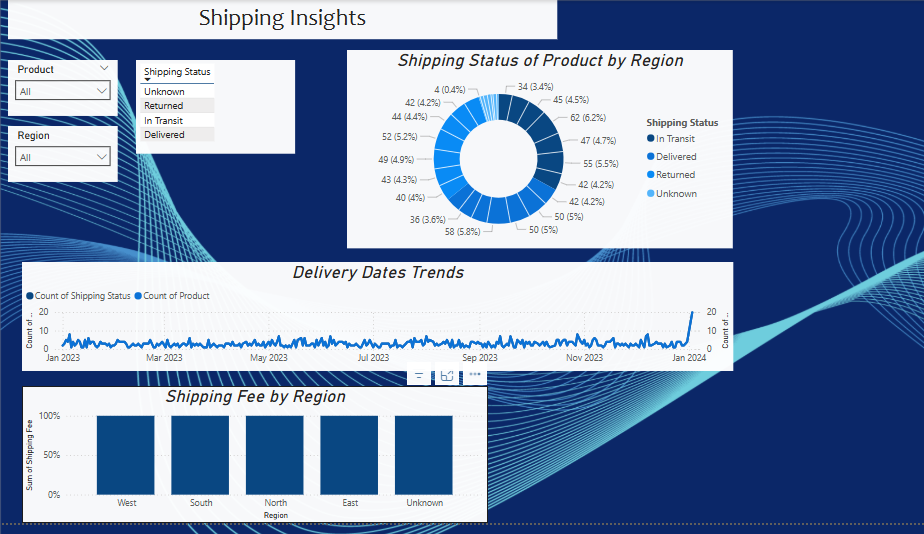 Shipping Insights
Product
All
Region
All
Shipping Status
Unknown
Returned
In Transit
Delivered
Shipping Status of Product by Region
34 (3.4%)
45 (4.5%)
62 (6.2%)
47 (4.7%)
55 (5.5%)
42 (4.2%)
42 (4.2%)
50 (5%)
50 (5%)
58 (5.8%)
36 (3.6%)
40 (4%)
43 (4.3%)
49 (4.9%)
52 (5.2%)
44 (4.4%)
42 (4.2%)
4 (0.4%)
Shipping Status
In Transit
Delivered
Returned
Unknown
Delivery Dates Trends
Count of Shipping Status
Count of Product
Count of ...
20
10
0
Jan 2023
Mar 2023
May 2023
Jul 2023
Sep 2023
Nov 2023
Jan 2024
20
10
0
Count of ...
Shipping Fee by Region
Sum of Shipping Fee
100%
50%
0%
West
South
North
East
Unknown
Region